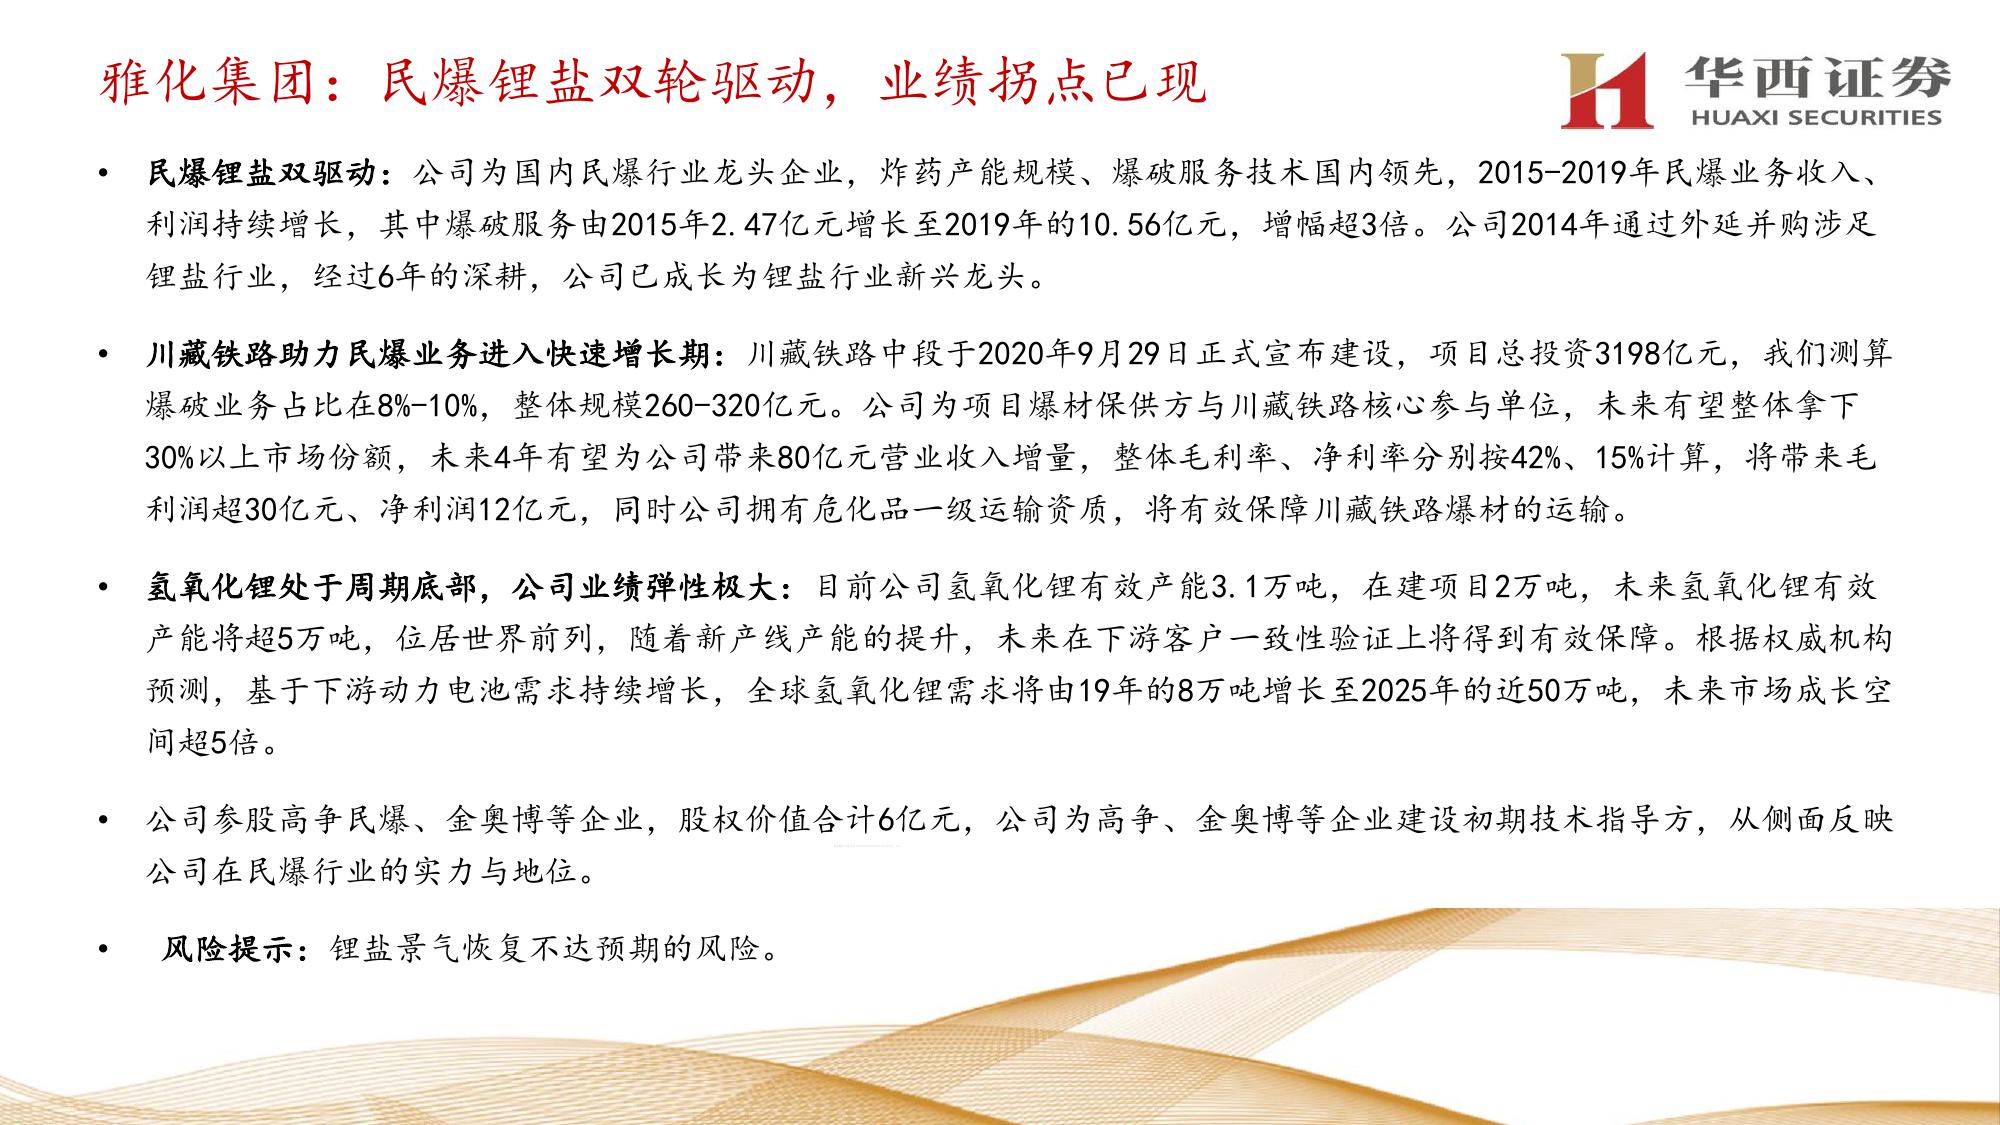 雅化集团：民爆锂盐双轮驱动，业绩拐点已现
华西证券
HUAXI SECURITIES
• 民爆锂盐双驱动：公司为国内民爆行业龙头企业，炸药产能规模、爆破服务技术国内领先，2015-2019年民爆业务收入、
利润持续增长，其中爆破服务由2015年2.47亿元增长至2019年的10.56亿元，增幅超3倍。公司2014年通过外延并购涉足
锂盐行业，经过6年的深耕，公司已成长为锂盐行业新兴龙头。
• 川藏铁路助力民爆业务进入快速增长期：川藏铁路中段于2020年9月29日正式宣布建设，项目总投资3198亿元，我们测算
爆破业务占比在8%-10%，整体规模260-320亿元。公司为项目爆材保供方与川藏铁路核心参与单位，未来有望整体拿下
30%以上市场份额，未来4年有望为公司带来80亿元营业收入增量，整体毛利率、净利率分别按42%、15%计算，将带来毛
利润超30亿元、净利润12亿元，同时公司拥有危化品一级运输资质，将有效保障川藏铁路爆材的运输。
• 氢氧化锂处于周期底部，公司业绩弹性极大：目前公司氢氧化锂有效产能3.1万吨，在建项目2万吨，未来氢氧化锂有效
产能将超5万吨，位居世界前列，随着新产线产能的提升，未来在下游客户一致性验证上将得到有效保障。根据权威机构
预测，基于下游动力电池需求持续增长，全球氢氧化锂需求将由19年的8万吨增长至2025年的近50万吨，未来市场成长空
间超5倍。
• 公司参股高争民爆、金奥博等企业，股权价值合计6亿元，公司为高争、金奥博等企业建设初期技术指导方，从侧面反映
公司在民爆行业的实力与地位。
• 风险提示：锂盐景气恢复不达预期的风险。